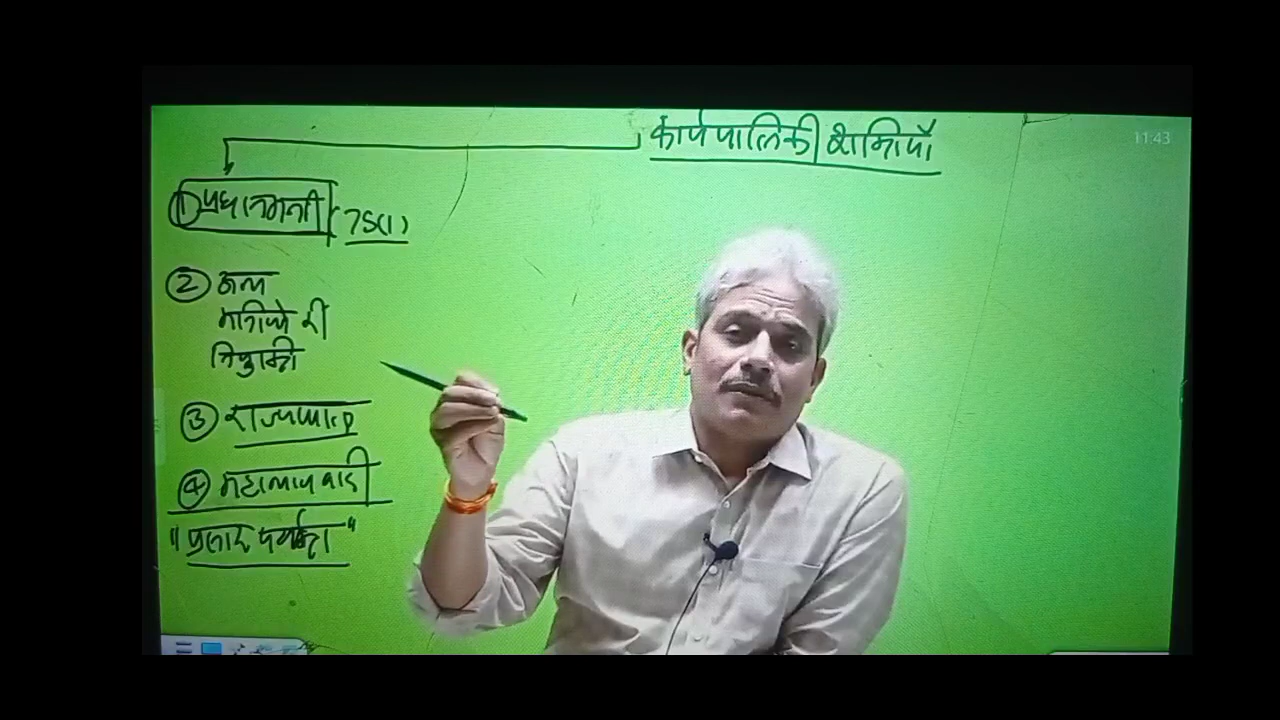 कार्यपालिकी शक्तियाँ
11:43
① प्रधानमंत्री (75(1)
② अन्य
मंत्रियो की
नियुक्ति
③ राज्यपाल
④ महान्यायवादी
"प्रसाद पर्यन्त"